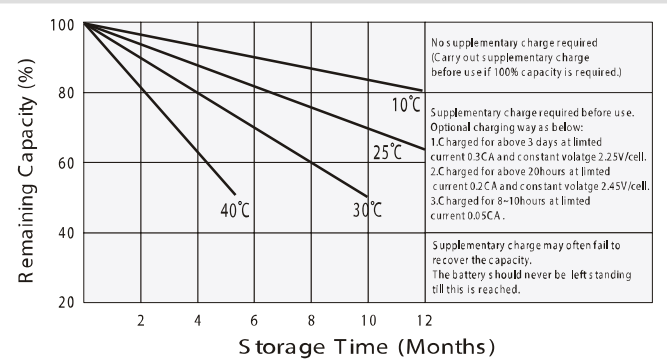 100
80
60
40
20
Remaining Capacity (%)
2
4
6
8
10
12
Storage Time (Months)
10°C
25°C
30°C
40°C
No supplementary charge required
(Carry out supplementary charge
before use if 100% capacity is required.)
Supplementary charge required before use.
Optional charging way as below:
1.Charged for above 3 days at limted
current 0.3CA and constant volatge 2.25V/cell.
2.Charged for above 20hours at limted
current 0.2CA and constant volatge 2.45V/cell.
3.Charged for 8~10hours at limted
current 0.05CA.
Supplementary charge may often fail to
recover the capacity.
The battery should never be left standing
till this is reached.